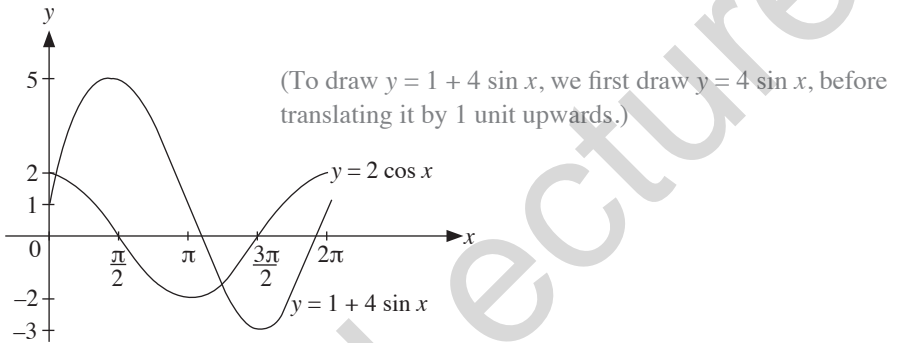 y
5
(To draw y = 1 + 4 sin x, we first draw y = 4 sin x, before
translating it by 1 unit upwards.)
2
y = 2 cos x
1
x
0
π/2
π
3π/2
2π
–2
y = 1 + 4 sin x
–3
ecture